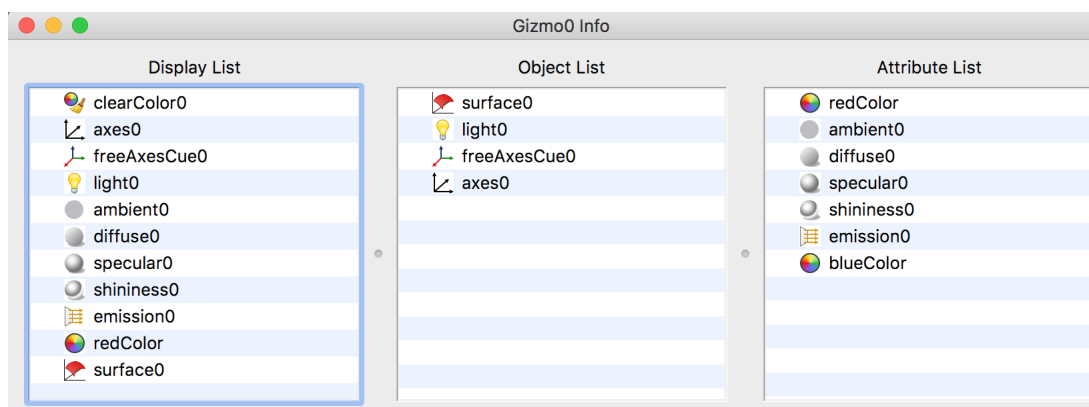 Gizmo0 Info
Display List
clearColor0
axes0
freeAxesCue0
light0
ambient0
diffuse0
specular0
shininess0
emission0
redColor
surface0
Object List
surface0
light0
freeAxesCue0
axes0
Attribute List
redColor
ambient0
diffuse0
specular0
shininess0
emission0
blueColor